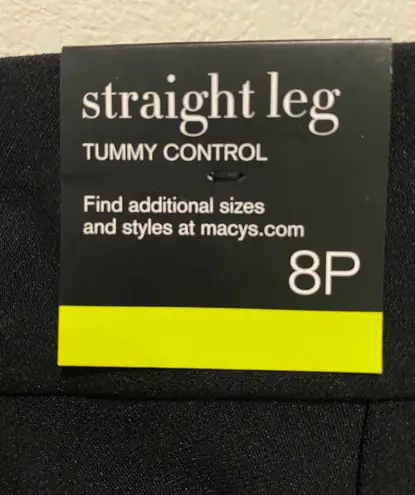 straight leg
TUMMY CONTROL
Find additional sizes
and styles at macys.com
8P